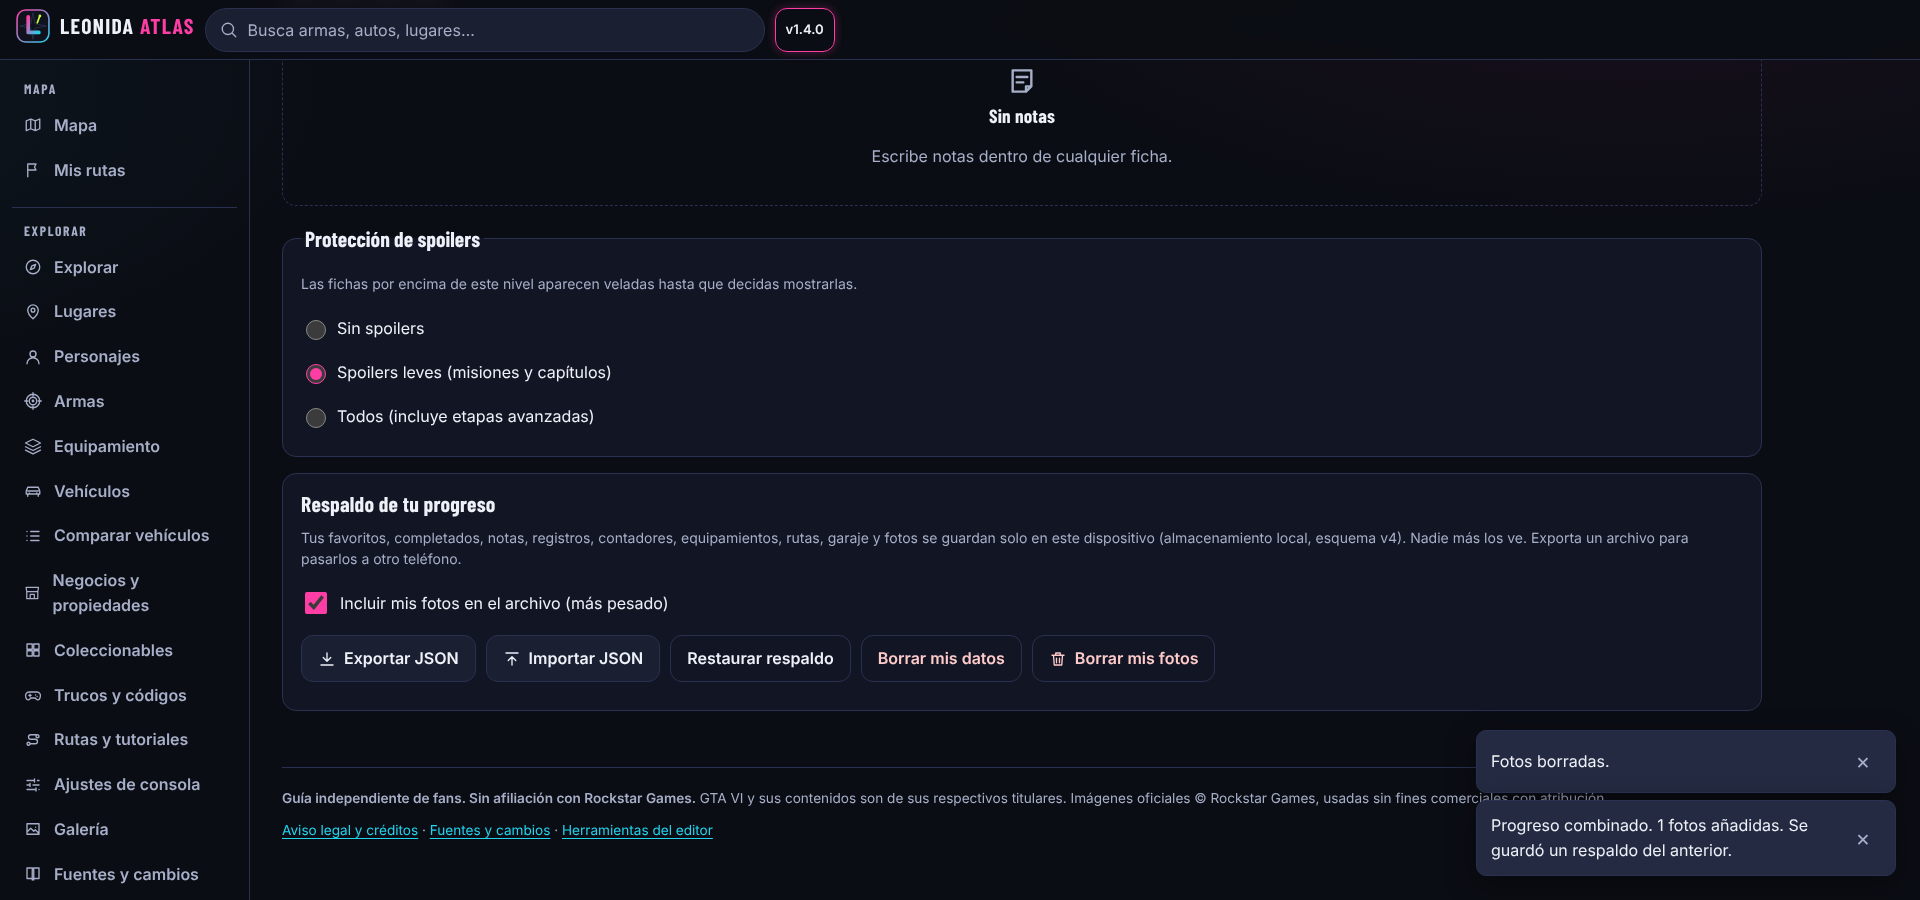 LEONIDA ATLAS
Busca armas, autos, lugares...
v1.4.0
MAPA
Mapa
Mis rutas
EXPLORAR
Explorar
Lugares
Personajes
Armas
Equipamiento
Vehículos
Comparar vehículos
Negocios y
propiedades
Coleccionables
Trucos y códigos
Rutas y tutoriales
Ajustes de consola
Galería
Fuentes y cambios
Sin notas
Escribe notas dentro de cualquier ficha.
Protección de spoilers
Las fichas por encima de este nivel aparecen veladas hasta que decidas mostrarlas.
Sin spoilers
Spoilers leves (misiones y capítulos)
Todos (incluye etapas avanzadas)
Respaldo de tu progreso
Tus favoritos, completados, notas, registros, contadores, equipamientos, rutas, garaje y fotos se guardan solo en este dispositivo (almacenamiento local, esquema v4). Nadie más los ve. Exporta un archivo para
pasarlos a otro teléfono.
Incluir mis fotos en el archivo (más pesado)
Exportar JSON
Importar JSON
Restaurar respaldo
Borrar mis datos
Borrar mis fotos
Guía independiente de fans. Sin afiliación con Rockstar Games. GTA VI y sus contenidos son de sus respectivos titulares. Imágenes oficiales © Rockstar Games, usadas sin fines comerciales con atribución.
Aviso legal y créditos · Fuentes y cambios · Herramientas del editor
Fotos borradas.
Progreso combinado. 1 fotos añadidas. Se
guardó un respaldo del anterior.